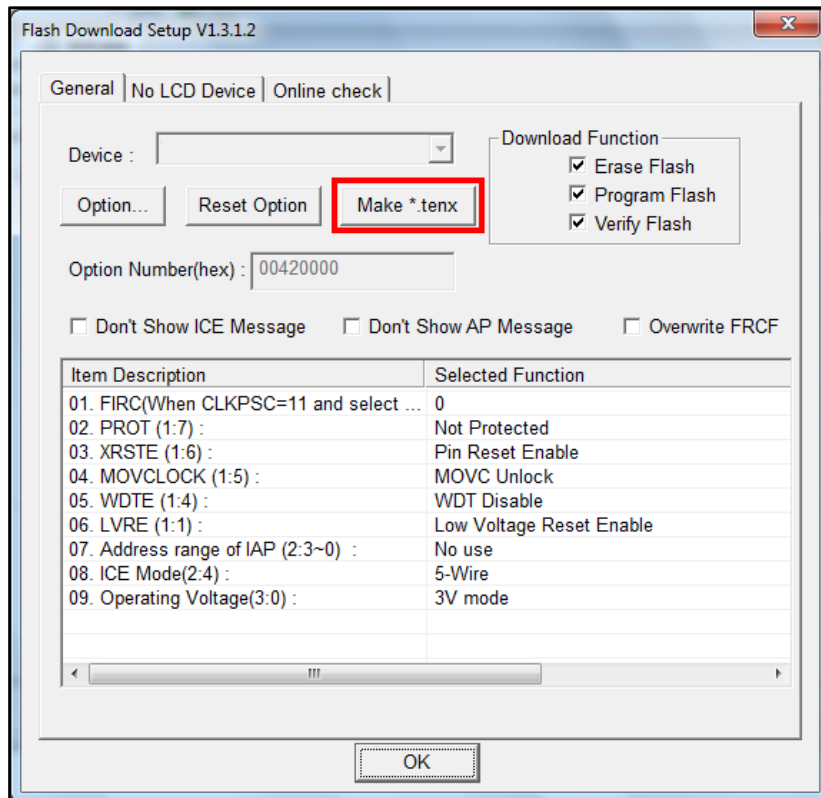 Flash Download Setup V1.3.1.2
General No LCD Device Online check
Device :
Download Function
Erase Flash
Program Flash
Verify Flash
Option... Reset Option Make *.tenx
Option Number(hex) : 00420000
Don't Show ICE Message Don't Show AP Message Overwrite FRCF
Item Description Selected Function
01. FIRC(When CLKPSC=11 and select ... 0
02. PROT (1:7) : Not Protected
03. XRSTE (1:6) : Pin Reset Enable
04. MOVCLOCK (1:5) : MOVC Unlock
05. WDTE (1:4) : WDT Disable
06. LVRE (1:1) : Low Voltage Reset Enable
07. Address range of IAP (2:3~0) : No use
08. ICE Mode(2:4) : 5-Wire
09. Operating Voltage(3:0) : 3V mode
OK